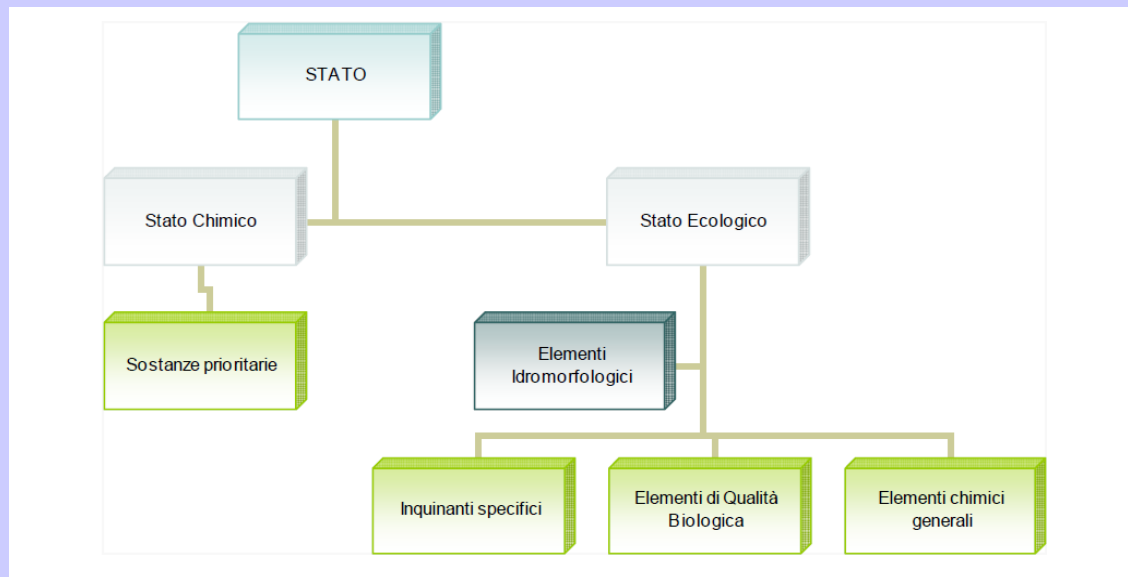 STATO
Stato Chimico
Stato Ecologico
Sostanze prioritarie
Elementi
Idromorfologici
Inquinanti specifici
Elementi di Qualità
Biologica
Elementi chimici
generali